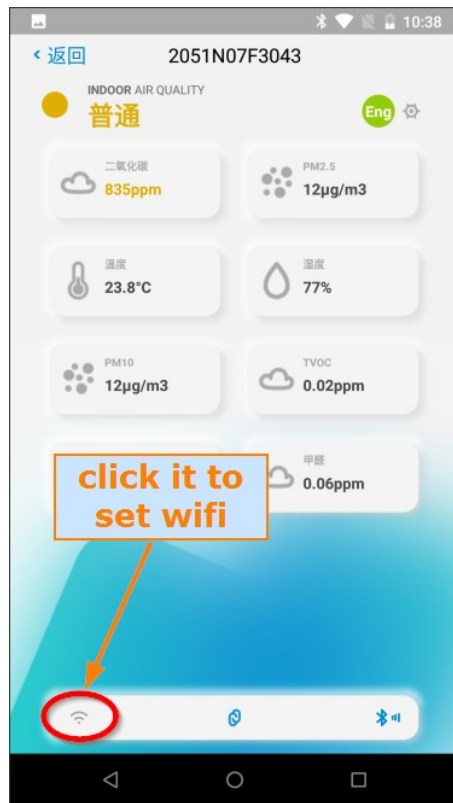 10:38
返回
2051N07F3043
INDOOR AIR QUALITY
普通
Eng
二氧化碳
835ppm
PM2.5
12µg/m3
溫度
23.8°C
濕度
77%
PM10
12µg/m3
TVOC
0.02ppm
甲醛
0.06ppm
click it to
set wifi